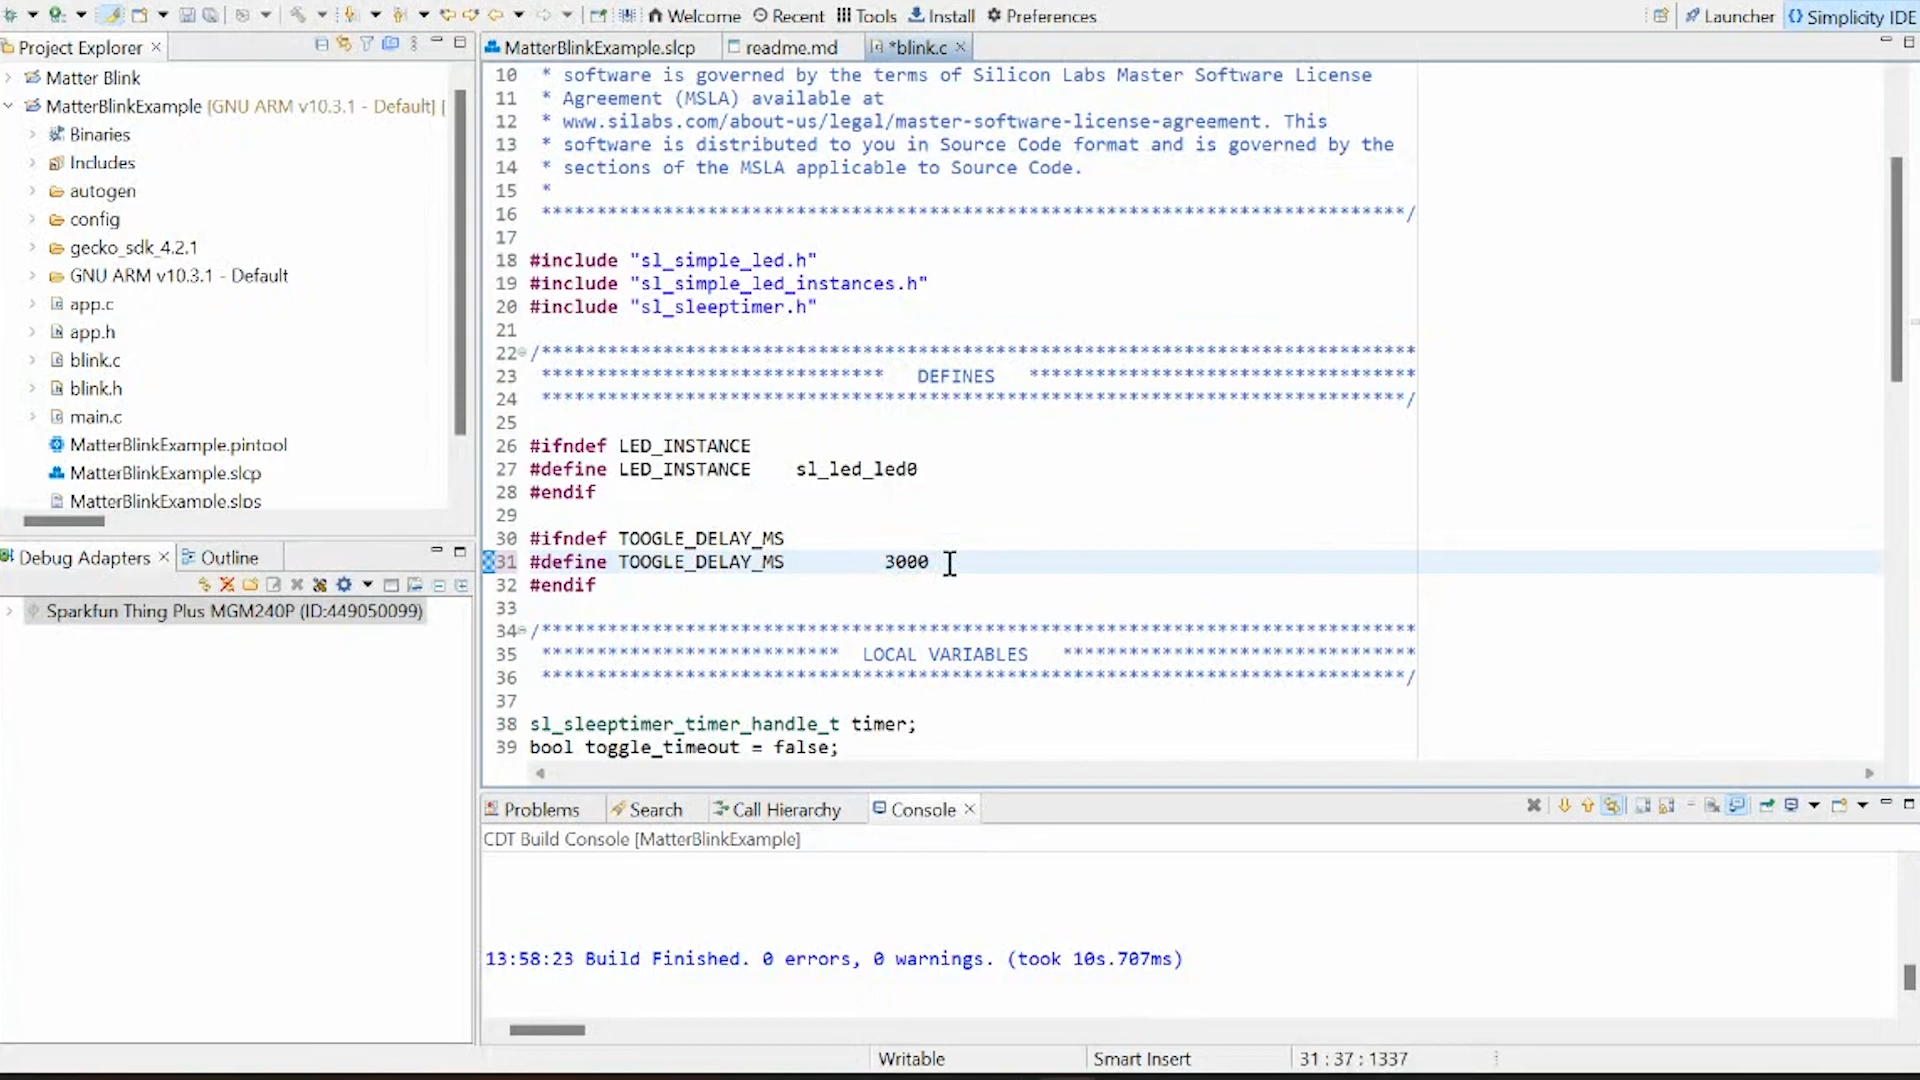 Welcome Recent Tools Install Preferences Launcher Simplicity IDE
Project Explorer
Matter Blink
MatterBlinkExample [GNU ARM v10.3.1 - Default] [
Binaries
Includes
autogen
config
gecko_sdk_4.2.1
GNU ARM v10.3.1 - Default
app.c
app.h
blink.c
blink.h
main.c
MatterBlinkExample.pintool
MatterBlinkExample.slcp
MatterBlinkExample.slps
Debug Adapters Outline
Sparkfun Thing Plus MGM240P (ID:449050099)
MatterBlinkExample.slcp readme.md *blink.c
10 * software is governed by the terms of Silicon Labs Master Software License
11 * Agreement (MSLA) available at
12 * www.silabs.com/about-us/legal/master-software-license-agreement. This
13 * software is distributed to you in Source Code format and is governed by the
14 * sections of the MSLA applicable to Source Code.
15 *
16 ******************************************************************************/
17
18 #include "sl_simple_led.h"
19 #include "sl_simple_led_instances.h"
20 #include "sl_sleeptimer.h"
21
22 /*******************************************************************************
23 ******************************* DEFINES ***********************************
24 ******************************************************************************/
25
26 #ifndef LED_INSTANCE
27 #define LED_INSTANCE    sl_led_led0
28 #endif
29
30 #ifndef TOOGLE_DELAY_MS
31 #define TOOGLE_DELAY_MS         3000
32 #endif
33
34 /*******************************************************************************
35 *************************** LOCAL VARIABLES ********************************
36 ******************************************************************************/
37
38 sl_sleeptimer_timer_handle_t timer;
39 bool toggle_timeout = false;
Problems Search Call Hierarchy Console
CDT Build Console [MatterBlinkExample]
13:58:23 Build Finished. 0 errors, 0 warnings. (took 10s.707ms)
Writable Smart Insert 31 : 37 : 1337